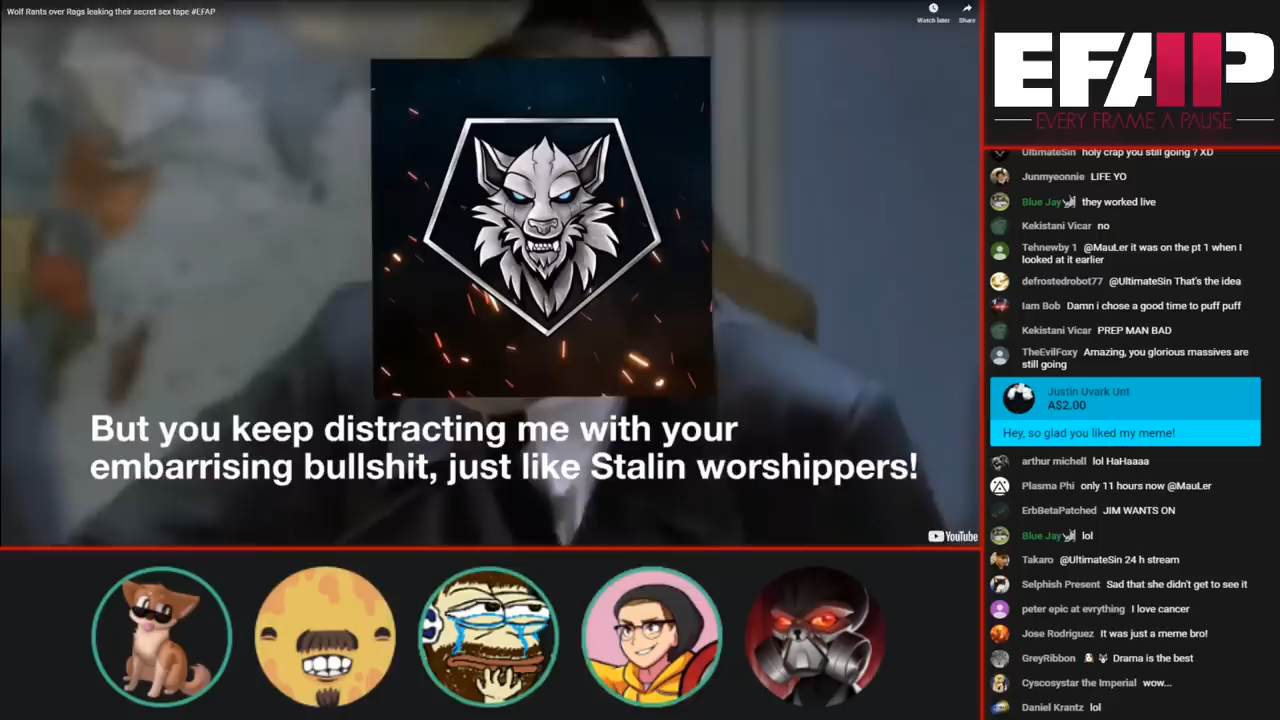 Wolf Rants over Rags leaking their secret sex tape #EFAP
Watch later
Share
But you keep distracting me with your
embarrising bullshit, just like Stalin worshippers!
YouTube
EFAP
EVERY FRAME A PAUSE
UltimateSin holy crap you still going ? XD
Junmyeonnie LIFE YO
Blue Jay they worked live
Kekistani Vicar no
Tehnewby 1 @MauLer it was on the pt 1 when I
looked at it earlier
defrostedrobot77 @UltimateSin That's the idea
Iam Bob Damn i chose a good time to puff puff
Kekistani Vicar PREP MAN BAD
TheEvilFoxy Amazing, you glorious massives are
still going
Justin Uvark Unt
A$2.00
Hey, so glad you liked my meme!
arthur michell lol HaHaaaa
Plasma Phi only 11 hours now @MauLer
ErbBetaPatched JIM WANTS ON
Blue Jay lol
Takaro @UltimateSin 24 h stream
Selphish Present Sad that she didn't get to see it
peter epic at evrything I love cancer
Jose Rodriguez It was just a meme bro!
GreyRibbon Drama is the best
Cyscosystar the Imperial wow...
Daniel Krantz lol